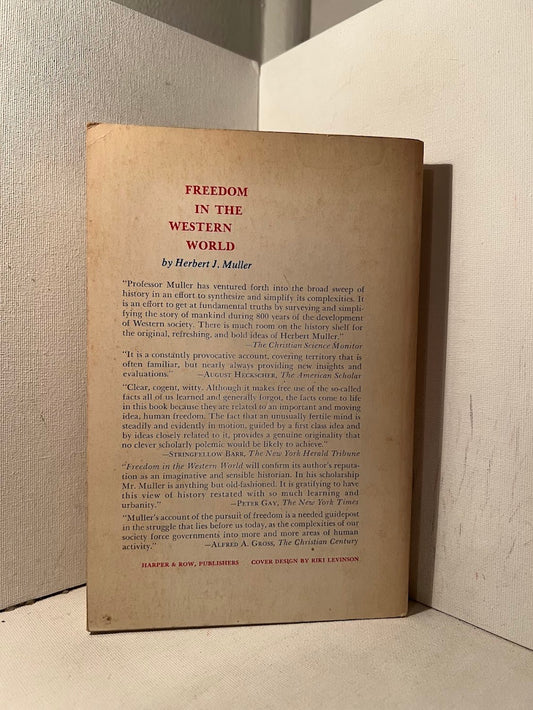 FREEDOM
IN THE
WESTERN
WORLD
by Herbert J. Muller
"Professor Muller has ventured forth into the broad sweep of
history in an effort to synthesize and simplify its complexities. It
is an effort to get at fundamental truths by surveying and simpli-
fying the story of mankind during 800 years of the development
of Western society. There is much room on the history shelf for
the original, refreshing, and bold ideas of Herbert Muller."
—The Christian Science Monitor
"It is a constantly provocative account, covering territory that is
often familiar, but nearly always providing new insights and
evaluations." —AUGUST HECKSCHER, The American Scholar
"Clear, cogent, witty. Although it makes free use of the so-called
facts all of us learned and generally forgot, the facts come to life
in this book because they are related to an important and moving
idea, human freedom. The fact that an unusually fertile mind is
steadily and evidently in motion, guided by a first class idea and
by ideas closely related to it, provides a genuine originality that
no clever scholarly polemic would be likely to achieve."
—STRINGFELLOW BARR, The New York Herald Tribune
"Freedom in the Western World will confirm its author's reputa-
tion as an imaginative and sensible historian. In his scholarship
Mr. Muller is anything but old-fashioned. It is gratifying to have
this view of history restated with so much learning and
urbanity." —PETER GAY, The New York Times
"Muller's account of the pursuit of freedom is a needed guidepost
in the struggle that lies before us today, as the complexities of our
society force governments into more and more areas of human
activity." —ALFRED A. GROSS, The Christian Century
HARPER & ROW, PUBLISHERS COVER DESIGN BY RIKI LEVINSON